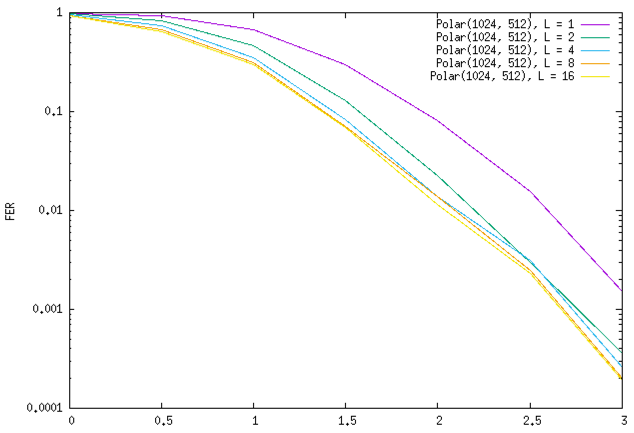 1
0.1
0.01
0.001
0.0001
FER
Polar(1024, 512), L = 1
Polar(1024, 512), L = 2
Polar(1024, 512), L = 4
Polar(1024, 512), L = 8
Polar(1024, 512), L = 16
0 0.5 1 1.5 2 2.5 3